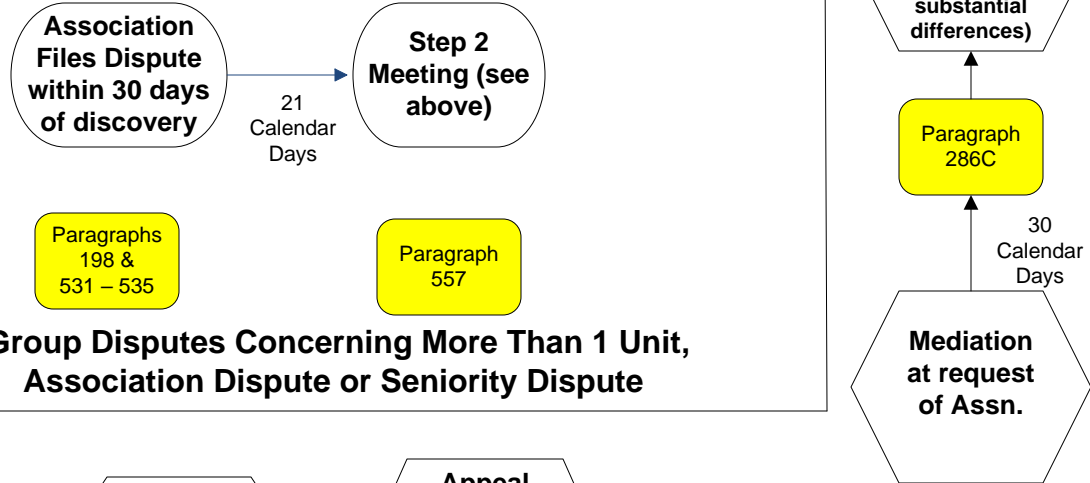 Association
Files Dispute
within 30 days
of discovery
21
Calendar
Days
Step 2
Meeting (see
above)
substantial
differences)
Paragraph
286C
30
Calendar
Days
Mediation
at request
of Assn.
Paragraphs
198 &
531 – 535
Paragraph
557
Group Disputes Concerning More Than 1 Unit,
Association Dispute or Seniority Dispute
Appeal